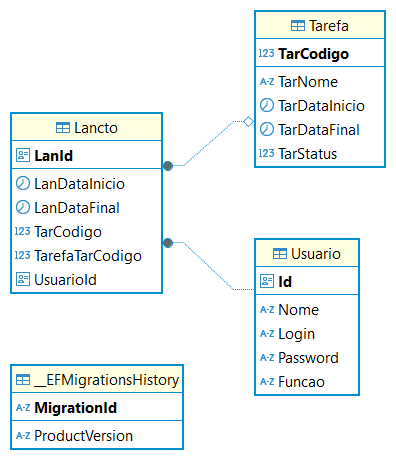 Tarefa
123 TarCodigo
A-Z TarNome
TarDataInicio
A-Z TarDataFinal
123 TarStatus
Lancto
LanId
LanDataInicio
LanDataFinal
123 TarCodigo
123 TarefaTarCodigo
UsuarioId
Usuario
Id
A-Z Nome
A-Z Login
A-Z Password
A-Z Funcao
__EFMigrationsHistory
A-Z MigrationId
A-Z ProductVersion